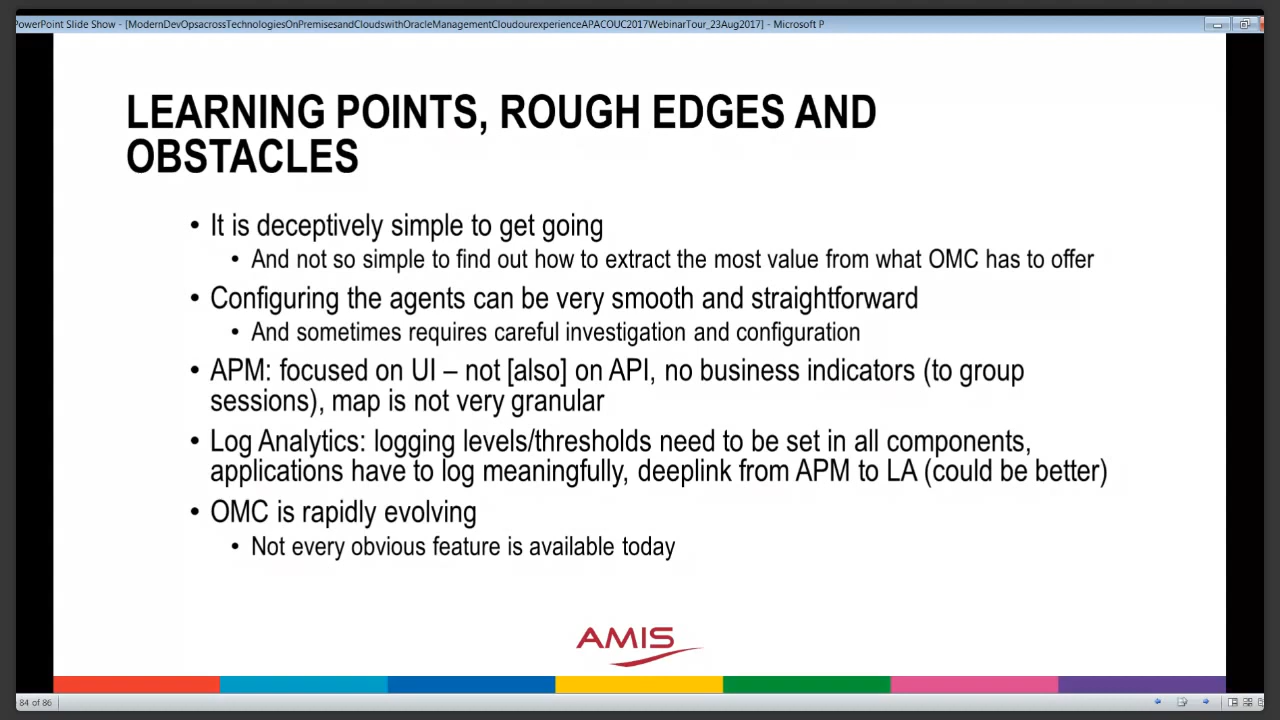 PowerPoint Slide Show - [ModernDevOpsacrossTechnologiesOnPremisesandCloudswithOracleManagementCloudourexperienceAPACOUC2017WebinarTour_23Aug2017] - Microsoft P
LEARNING POINTS, ROUGH EDGES AND
OBSTACLES
• It is deceptively simple to get going
• And not so simple to find out how to extract the most value from what OMC has to offer
• Configuring the agents can be very smooth and straightforward
• And sometimes requires careful investigation and configuration
• APM: focused on UI – not [also] on API, no business indicators (to group
sessions), map is not very granular
• Log Analytics: logging levels/thresholds need to be set in all components,
applications have to log meaningfully, deeplink from APM to LA (could be better)
• OMC is rapidly evolving
• Not every obvious feature is available today
AMIS
84 of 86